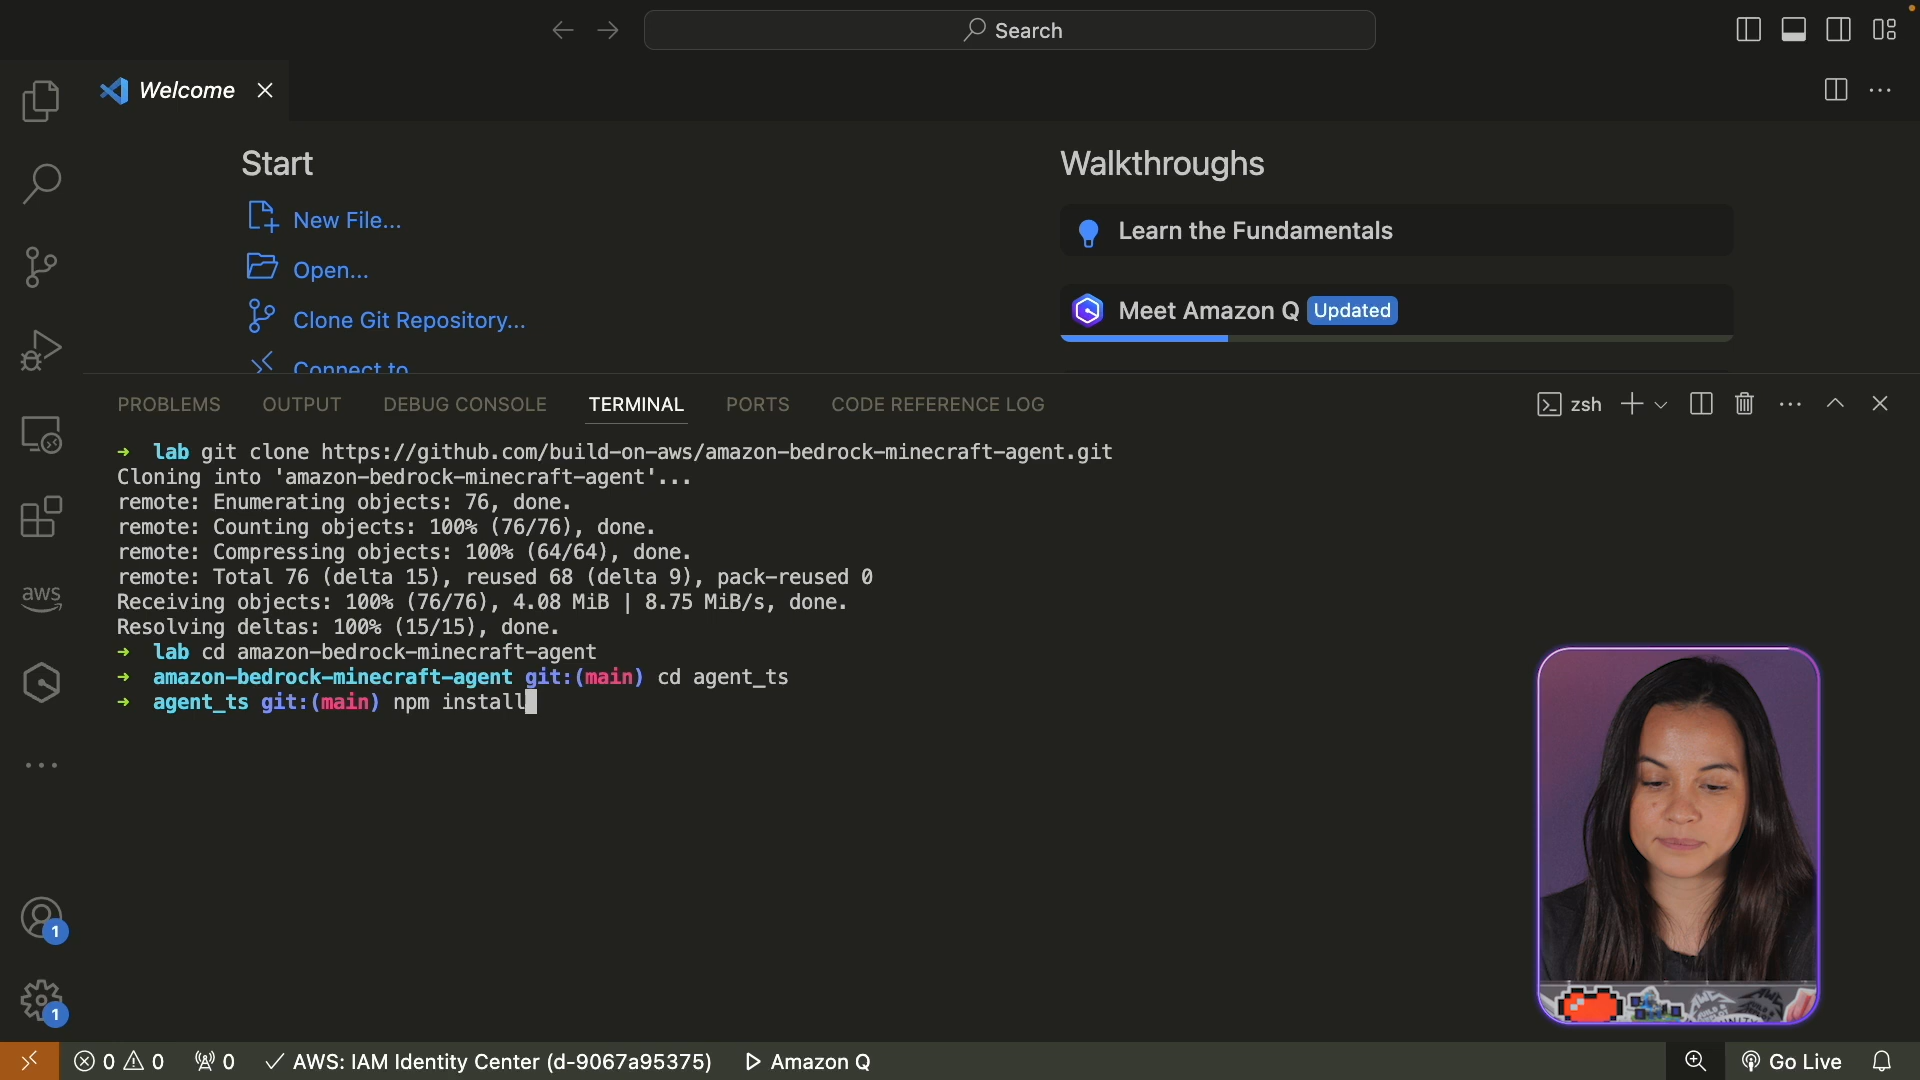 Search
Welcome
Start
New File...
Open...
Clone Git Repository...
Connect to
Walkthroughs
Learn the Fundamentals
Meet Amazon Q Updated
PROBLEMS OUTPUT DEBUG CONSOLE TERMINAL PORTS CODE REFERENCE LOG
zsh
➜ lab git clone https://github.com/build-on-aws/amazon-bedrock-minecraft-agent.git
Cloning into 'amazon-bedrock-minecraft-agent'...
remote: Enumerating objects: 76, done.
remote: Counting objects: 100% (76/76), done.
remote: Compressing objects: 100% (64/64), done.
remote: Total 76 (delta 15), reused 68 (delta 9), pack-reused 0
Receiving objects: 100% (76/76), 4.08 MiB | 8.75 MiB/s, done.
Resolving deltas: 100% (15/15), done.
➜ lab cd amazon-bedrock-minecraft-agent
➜ amazon-bedrock-minecraft-agent git:(main) cd agent_ts
➜ agent_ts git:(main) npm install
aws
1
1
0 0 0 AWS: IAM Identity Center (d-9067a95375) Amazon Q
Go Live